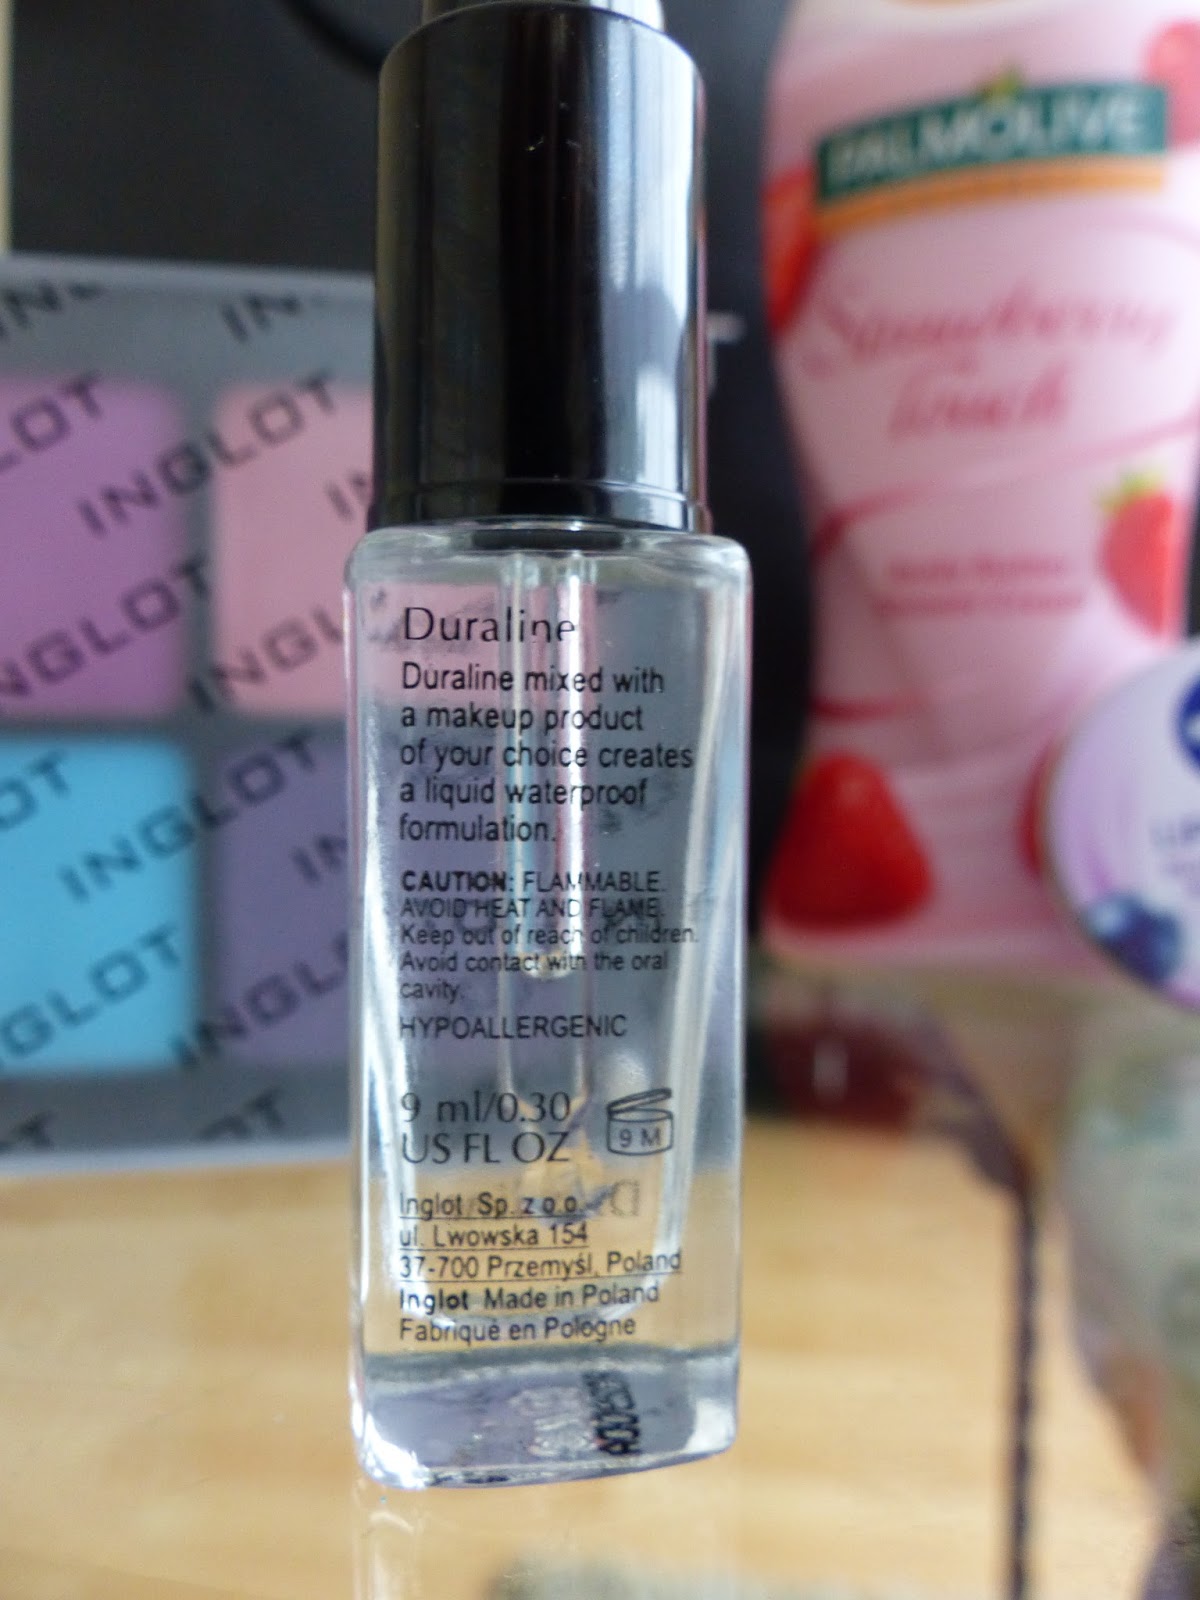 PALMOLIVE
Strawberry
Touch
INGLOT
INGLOT
INGLOT
INGLOT
INGLOT
Duraline
Duraline mixed with
a makeup product
of your choice creates
a liquid waterproof
formulation.
CAUTION: FLAMMABLE.
AVOID HEAT AND FLAME.
Keep out of reach of children.
Avoid contact with the oral
cavity.
HYPOALLERGENIC
9 ml/0.30
US FL OZ
9 M
Inglot Sp. z o.o.
ul. Lwowska 154
37-700 Przemyśl, Poland
Inglot Made in Poland
Fabriqué en Pologne